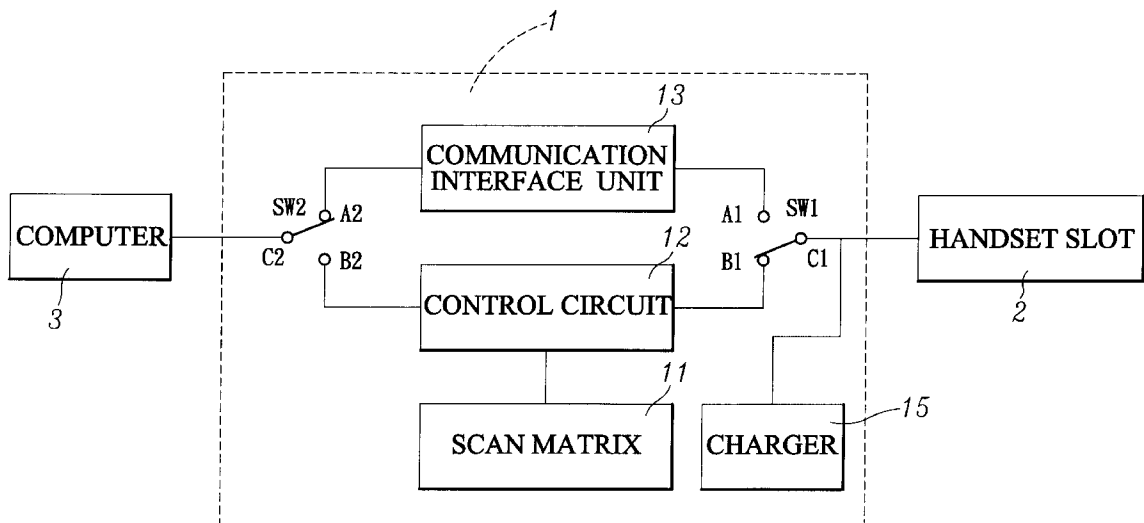 1
13
COMMUNICATION
INTERFACE UNIT
SW2
A2
A1
SW1
COMPUTER
C2
B2
12
B1
C1
HANDSET SLOT
3
CONTROL CIRCUIT
2
11
15
SCAN MATRIX
CHARGER